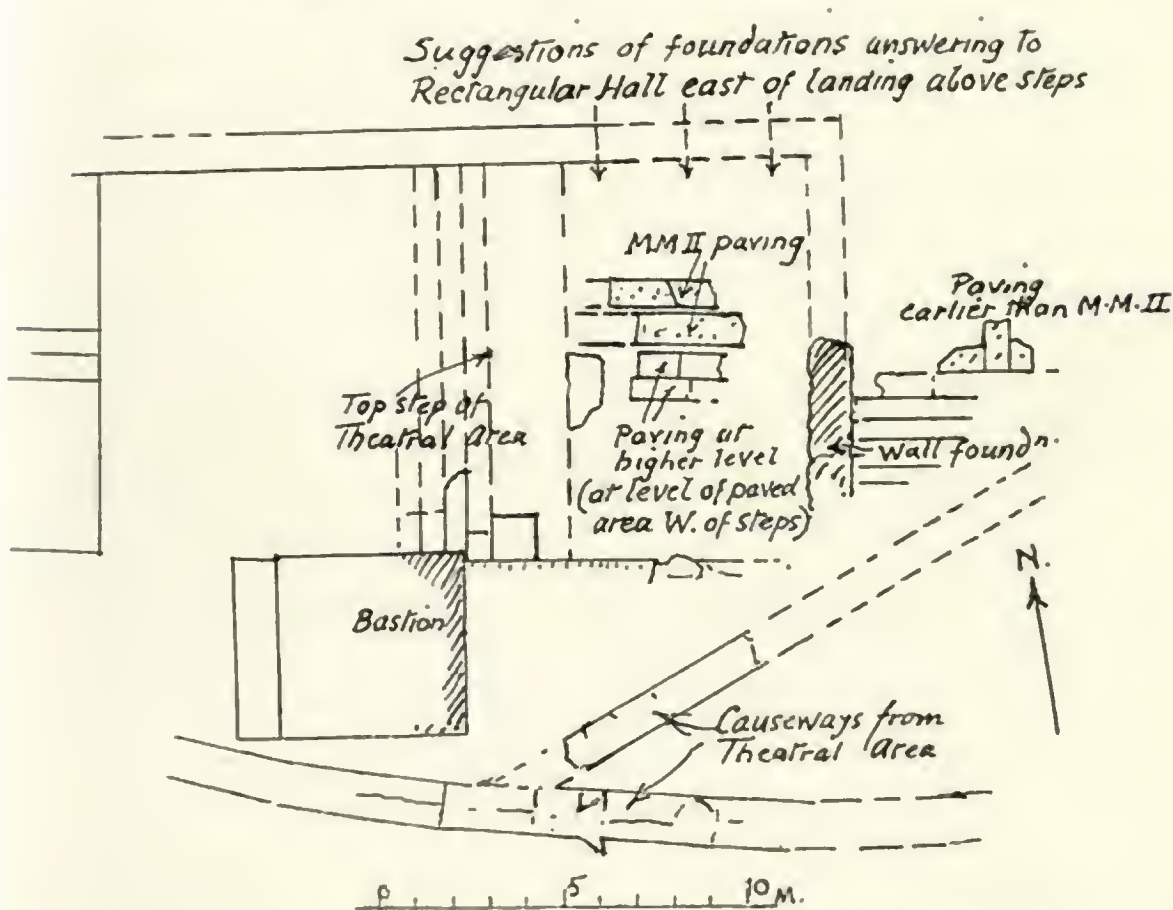 Suggestions of foundations answering to
Rectangular Hall east of landing above steps
MM II paving
Paving
earlier than M.M.II
Top step of
Theatral Area
Paving at
higher level
(at level of paved
area W. of steps)
Wall foundn.
N.
Bastion
Causeways from
Theatral Area
0 5 10 M.